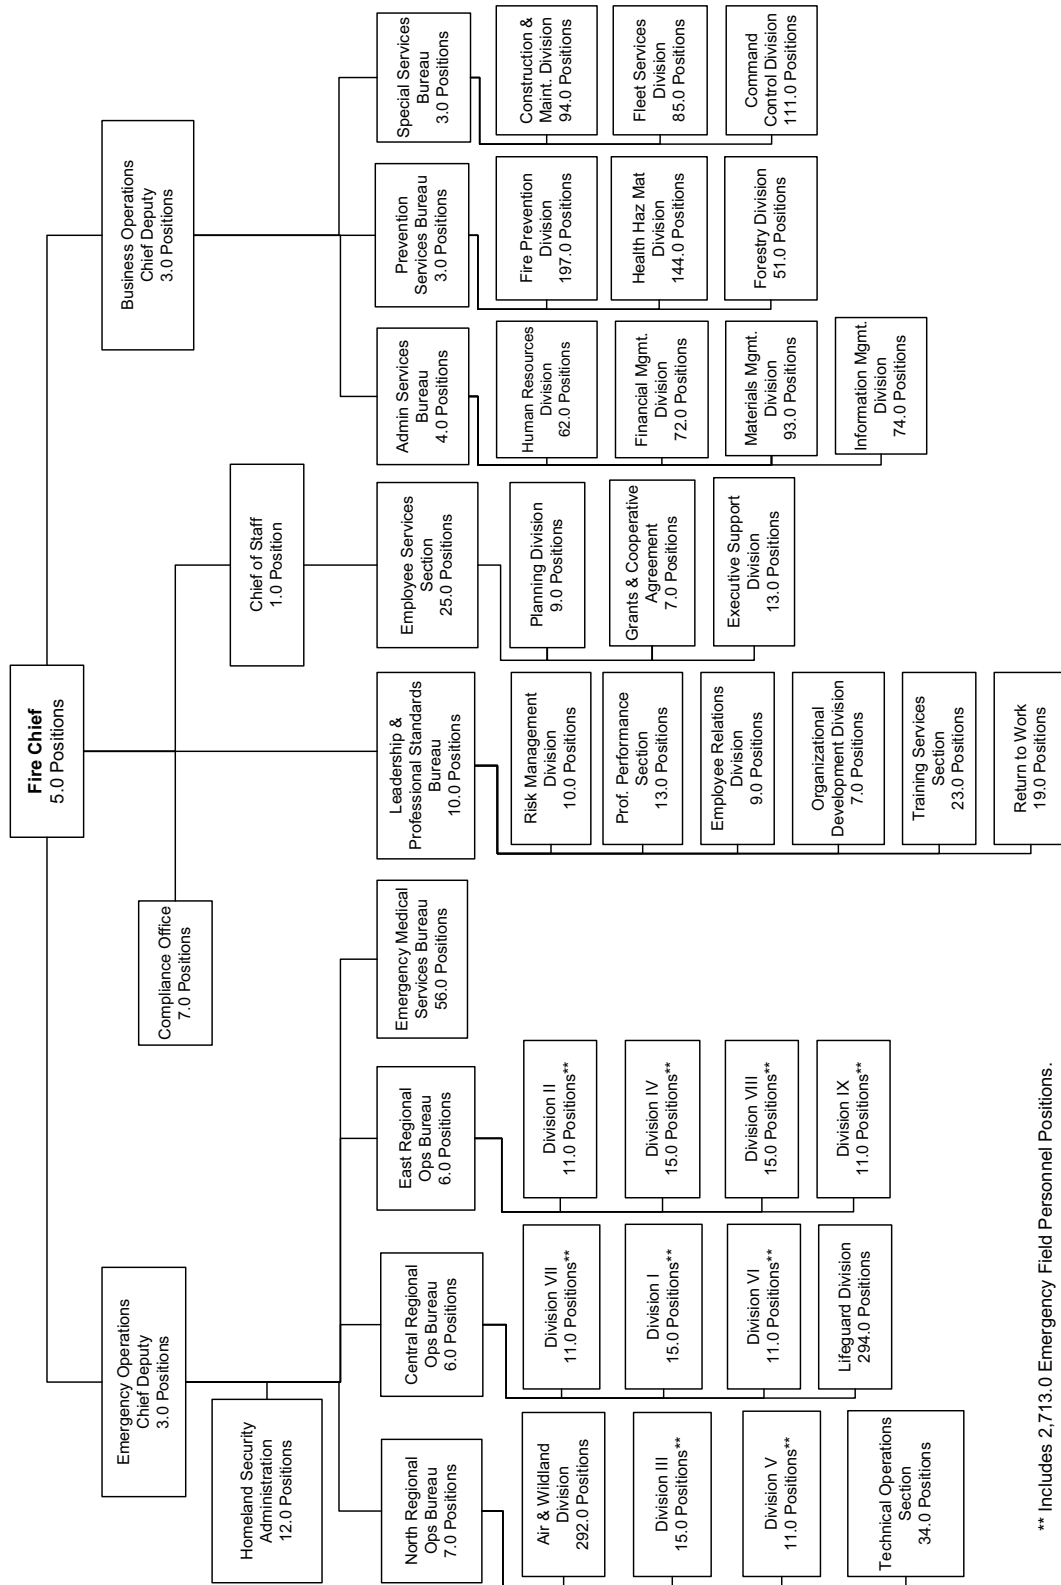 Fire Chief
5.0 Positions
Emergency Operations
Chief Deputy
3.0 Positions
Compliance Office
7.0 Positions
Chief of Staff
1.0 Position
Business Operations
Chief Deputy
3.0 Positions
Homeland Security
Administration
12.0 Positions
North Regional
Ops Bureau
7.0 Positions
Air & Wildland
Division
292.0 Positions
Division III
15.0 Positions**
Division V
11.0 Positions**
Technical Operations
Section
34.0 Positions
Central Regional
Ops Bureau
6.0 Positions
Division VII
11.0 Positions**
Division I
15.0 Positions**
Division VI
11.0 Positions**
Lifeguard Division
294.0 Positions
East Regional
Ops Bureau
6.0 Positions
Division II
11.0 Positions**
Division IV
15.0 Positions**
Division VIII
15.0 Positions**
Division IX
11.0 Positions**
Emergency Medical
Services Bureau
56.0 Positions
Leadership &
Professional Standards
Bureau
10.0 Positions
Risk Management
Division
10.0 Positions
Prof. Performance
Section
13.0 Positions
Employee Relations
Division
9.0 Positions
Organizational
Development Division
7.0 Positions
Training Services
Section
23.0 Positions
Return to Work
19.0 Positions
Employee Services
Section
25.0 Positions
Planning Division
9.0 Positions
Grants & Cooperative
Agreement
7.0 Positions
Executive Support
Division
13.0 Positions
Admin Services
Bureau
4.0 Positions
Human Resources
Division
62.0 Positions
Financial Mgmt.
Division
72.0 Positions
Materials Mgmt.
Division
93.0 Positions
Information Mgmt.
Division
74.0 Positions
Prevention
Services Bureau
3.0 Positions
Fire Prevention
Division
197.0 Positions
Health Haz Mat
Division
144.0 Positions
Forestry Division
51.0 Positions
Special Services
Bureau
3.0 Positions
Construction &
Maint. Division
94.0 Positions
Fleet Services
Division
85.0 Positions
Command
Control Division
111.0 Positions
** Includes 2,713.0 Emergency Field Personnel Positions.